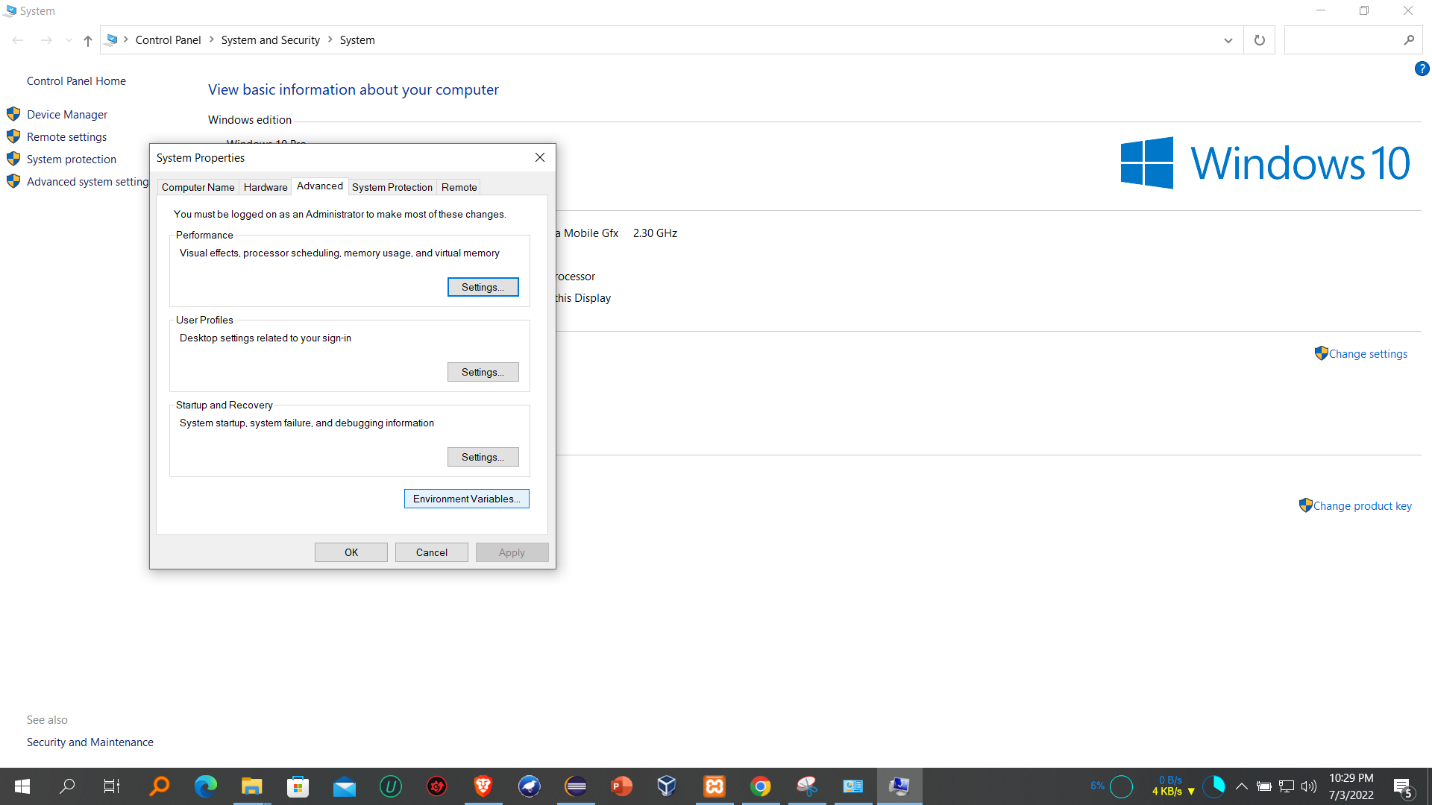 System
Control Panel > System and Security > System
Control Panel Home
View basic information about your computer
Device Manager
Windows edition
Remote settings
System protection
Advanced system setting
Windows 10
System Properties
Computer Name Hardware Advanced System Protection Remote
You must be logged on as an Administrator to make most of these changes.
Performance
Visual effects, processor scheduling, memory usage, and virtual memory
Settings...
User Profiles
Desktop settings related to your sign-in
Settings...
Startup and Recovery
System startup, system failure, and debugging information
Settings...
Environment Variables...
OK Cancel Apply
a Mobile Gfx 2.30 GHz
rocessor
this Display
Change settings
Change product key
See also
Security and Maintenance
6%
0 B/s
4 KB/s
10:29 PM
7/3/2022
5